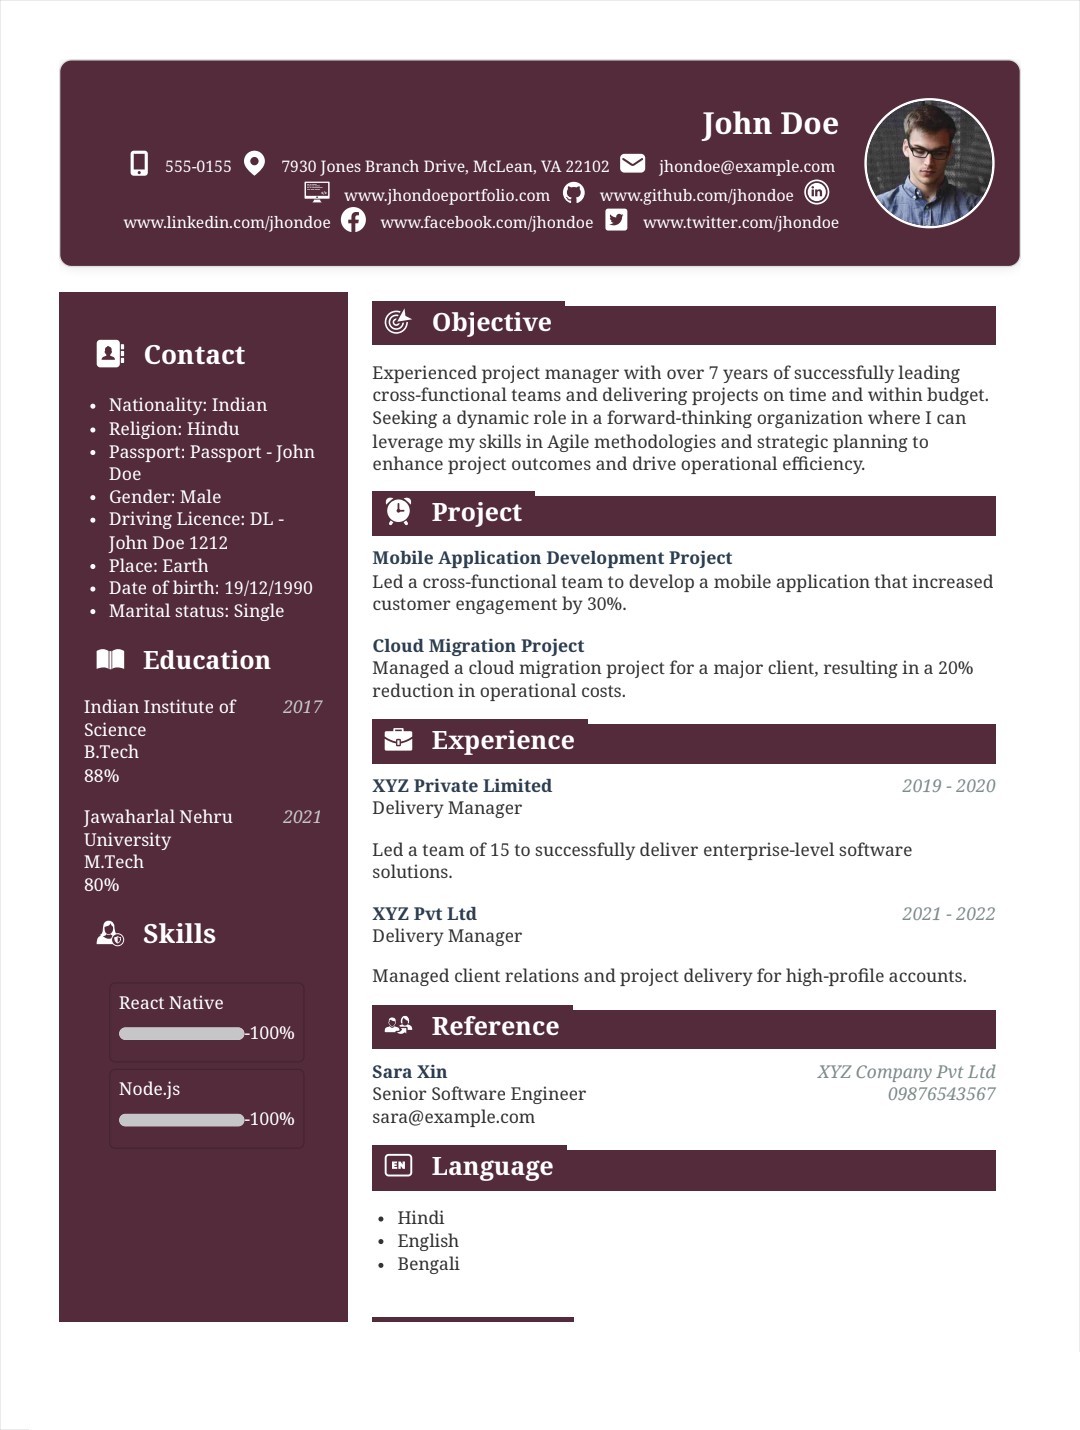 John Doe
555-0155 7930 Jones Branch Drive, McLean, VA 22102 jhondoe@example.com
www.jhondoeportfolio.com www.github.com/jhondoe
www.linkedin.com/jhondoe www.facebook.com/jhondoe www.twitter.com/jhondoe
Contact
• Nationality: Indian
• Religion: Hindu
• Passport: Passport - John
Doe
• Gender: Male
• Driving Licence: DL -
John Doe 1212
• Place: Earth
• Date of birth: 19/12/1990
• Marital status: Single
Education
Indian Institute of 2017
Science
B.Tech
88%
Jawaharlal Nehru 2021
University
M.Tech
80%
Skills
React Native
-100%
Node.js
-100%
Objective
Experienced project manager with over 7 years of successfully leading
cross-functional teams and delivering projects on time and within budget.
Seeking a dynamic role in a forward-thinking organization where I can
leverage my skills in Agile methodologies and strategic planning to
enhance project outcomes and drive operational efficiency.
Project
Mobile Application Development Project
Led a cross-functional team to develop a mobile application that increased
customer engagement by 30%.
Cloud Migration Project
Managed a cloud migration project for a major client, resulting in a 20%
reduction in operational costs.
Experience
XYZ Private Limited 2019 - 2020
Delivery Manager
Led a team of 15 to successfully deliver enterprise-level software
solutions.
XYZ Pvt Ltd 2021 - 2022
Delivery Manager
Managed client relations and project delivery for high-profile accounts.
Reference
Sara Xin XYZ Company Pvt Ltd
Senior Software Engineer 09876543567
sara@example.com
EN Language
• Hindi
• English
• Bengali